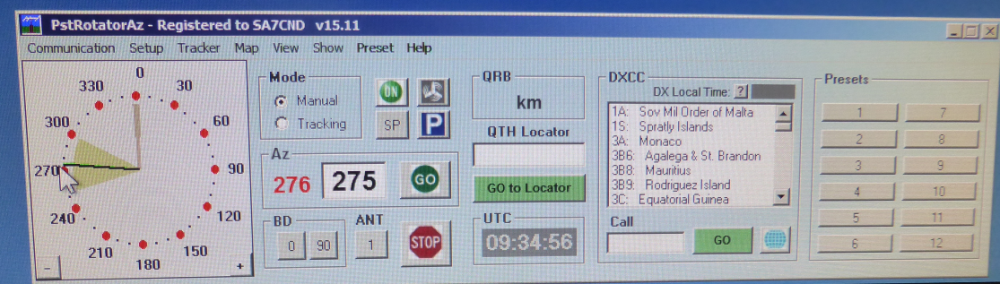 PstRotatorAz - Registered to SA7CND v15.11
Communication Setup Tracker Map View Show Preset Help
0
30
60
90
120
150
180
210
240
270
300
330
-
+
Mode
Manual
Tracking
ON
SP
P
Az
276
275
GO
BD
0
90
ANT
1
STOP
QRB
km
QTH Locator
GO to Locator
UTC
09:34:56
DXCC
DX Local Time: ?
1A: Sov Mil Order of Malta
1S: Spratly Islands
3A: Monaco
3B6: Agalega & St. Brandon
3B8: Mauritius
3B9: Rodriguez Island
3C: Equatorial Guinea
Call
GO
Presets
1 7
2 8
3 9
4 10
5 11
6 12